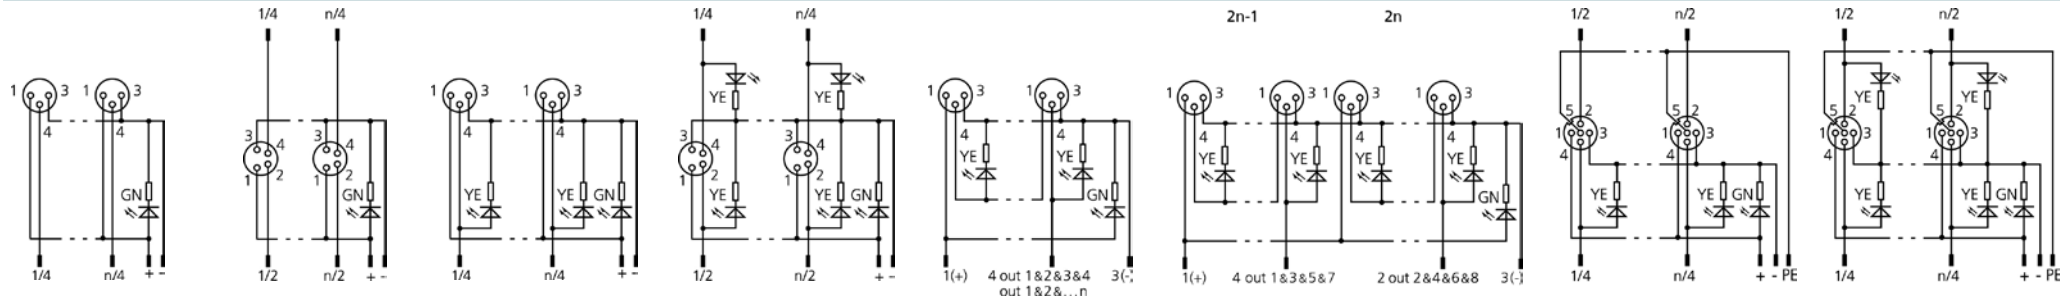 1/4 n/4 1/4 n/4 2n-1 2n 1/2 n/2 1/2 n/2
YE YE YE YE
1 3 1 3 1 3 1 3 1 3 1 3 1 3 1 3 1 3 1 3
5 2 5 2 5 2 5 2
4 4 3 4 3 4 4 4 3 4 3 4 4 4 4 4 1 3 1 3 1 3 1 3
YE YE YE YE YE YE
4 4 4 4
1 2 1 2 1 2 1 2
GN GN YE YE GN YE YE GN GN GN YE YE GN YE YE GN
1/4 n/4 + - 1/2 n/2 + - 1/4 n/4 + - 1/2 n/2 + - 1(+) 4 out 1&2&3&4 3(-) 1(+) 4 out 1&3&5&7 2 out 2&4&6&8 3(-) 1/4 n/4 + - PE 1/4 n/4 + - PE
out 1&2&...n